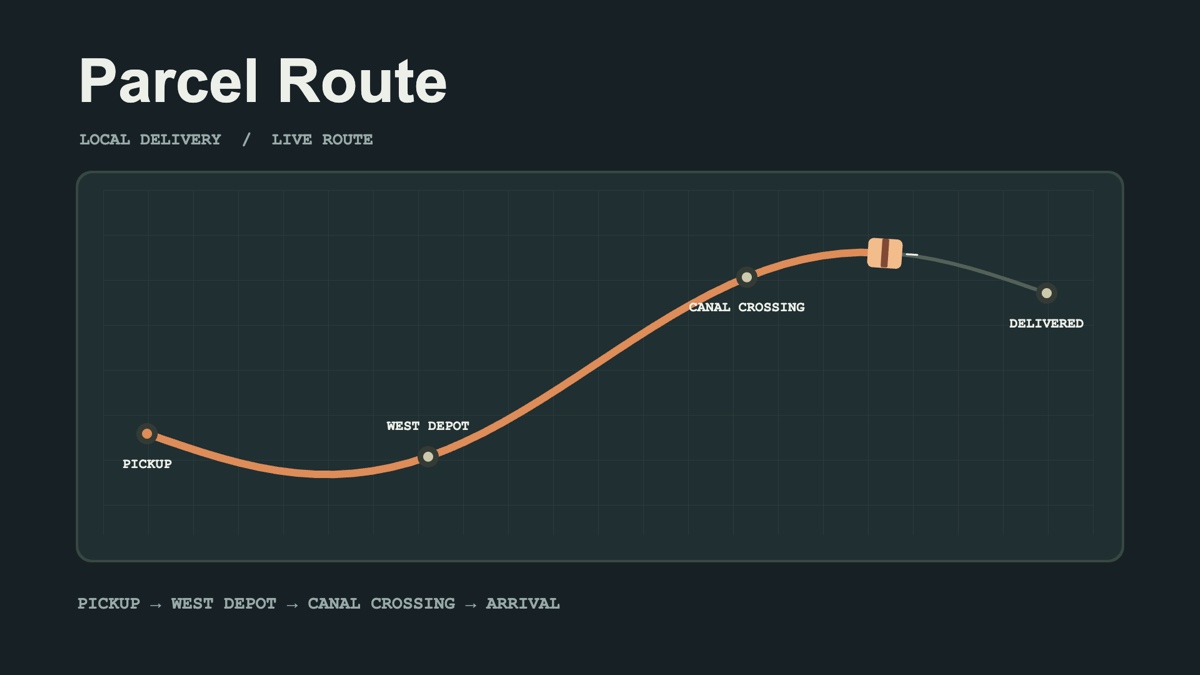 Parcel Route
LOCAL DELIVERY / LIVE ROUTE
CANAL CROSSING
DELIVERED
WEST DEPOT
PICKUP
PICKUP → WEST DEPOT → CANAL CROSSING → ARRIVAL